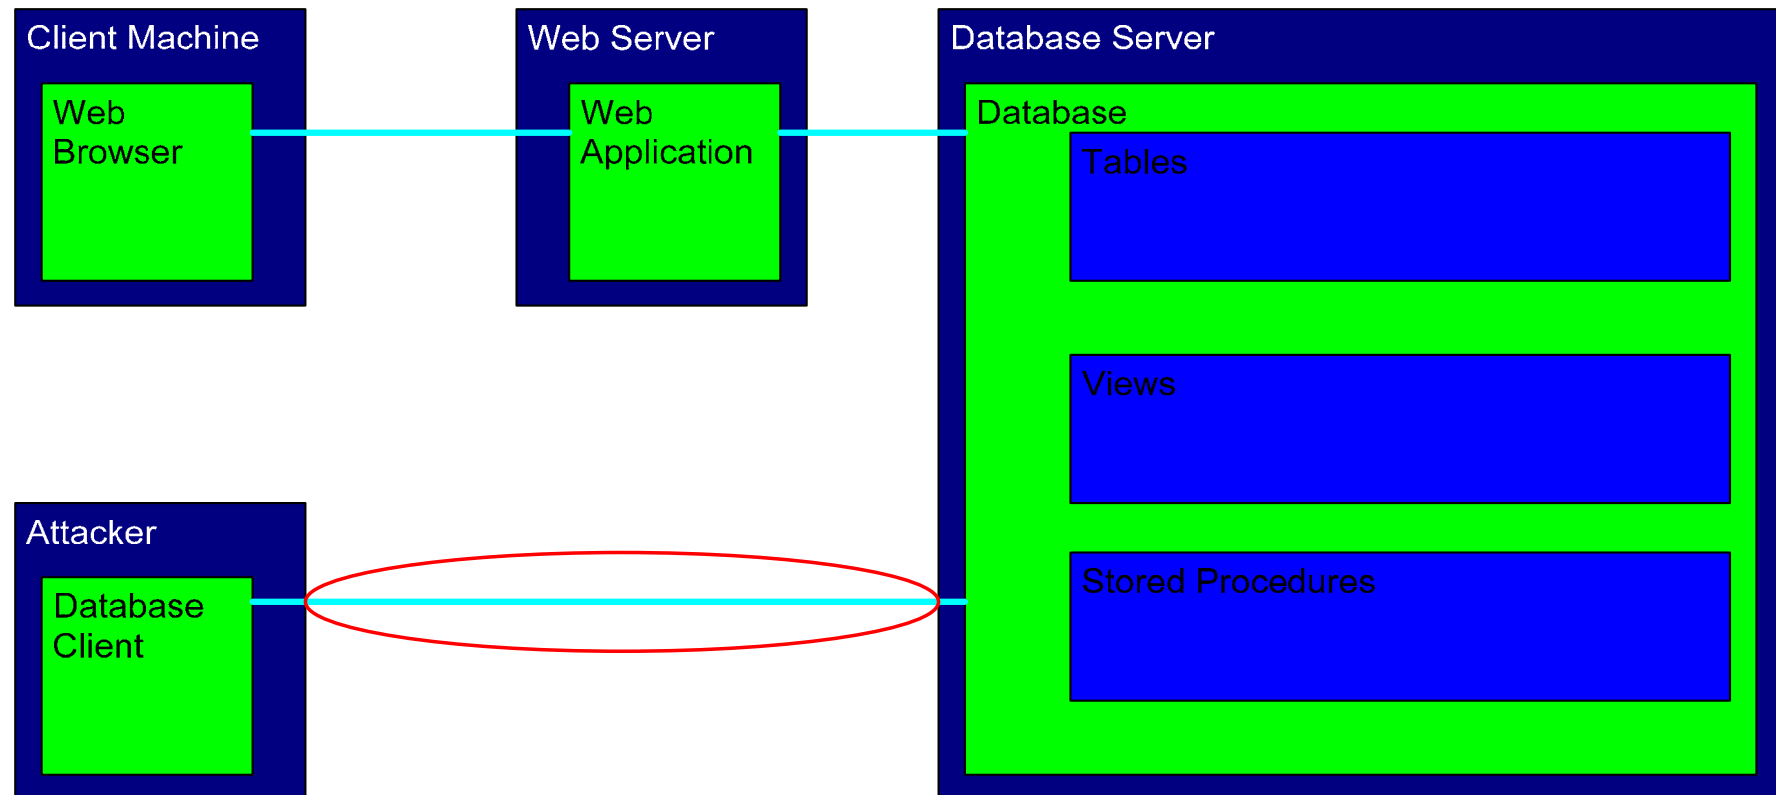 Client Machine
Web
Browser
Web Server
Web
Application
Database Server
Database
Tables
Views
Stored Procedures
Attacker
Database
Client